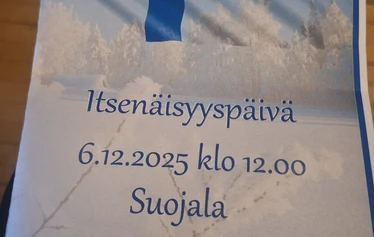 Itsenäisyyspäivä
6.12.2025 klo 12.00
Suojala